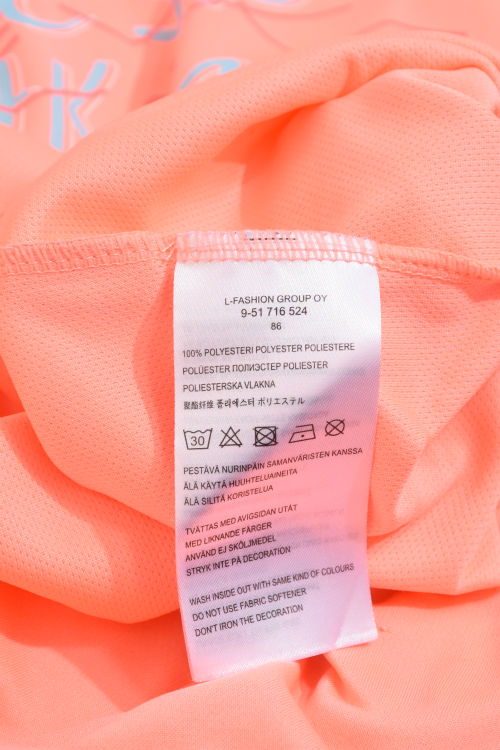 L-FASHION GROUP OY
9-51 716 524
86
100% POLYESTERI POLYESTER POLIESTERE
POLÜESTER ПОЛИЭСТЕР POLIESTER
POLIESTERSKA VLAKNA
聚酯纤维 폴리에스터 ポリエステル
30
PESTÄVÄ NURINPÄIN SAMANVÄRISTEN KANSSA
ÄLÄ KÄYTÄ HUUHTELUAINEITA
ÄLÄ SILITÄ KORISTELUA
TVÄTTAS MED AVIGSIDAN UTÅT
MED LIKNANDE FÄRGER
ANVÄND EJ SKÖLJMEDEL
STRYK INTE PÅ DECORATION
WASH INSIDE OUT WITH SAME KIND OF COLOURS
DO NOT USE FABRIC SOFTENER
DON'T IRON THE DECORATION